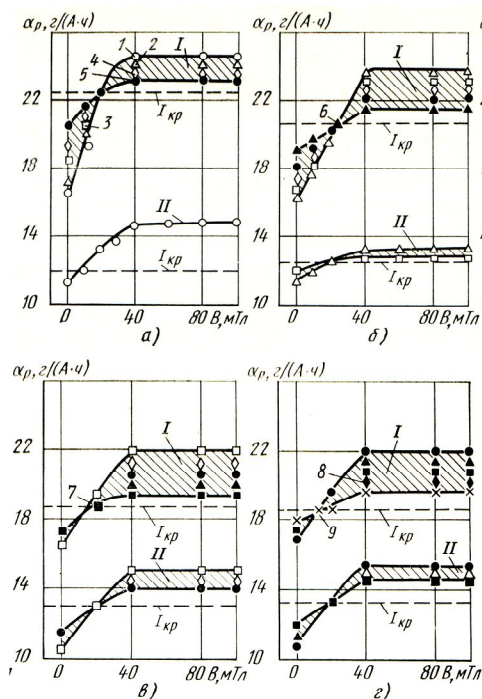 αр, г/(А·ч)
αр, г/(А·ч)
1
2
I
4
5
3
Iкр
22
18
14
10
II
Iкр
0
40
80 В,мТл
а)
I
6
Iкр
22
18
14
10
II
Iкр
0
40
80 В,мТл
б)
αр, г/(А·ч)
αр, г/(А·ч)
22
18
14
10
I
7
Iкр
II
Iкр
0
40
80 В,мТл
в)
22
18
14
10
I
8
9
Iкр
II
Iкр
0
40
80 В,мТл
г)